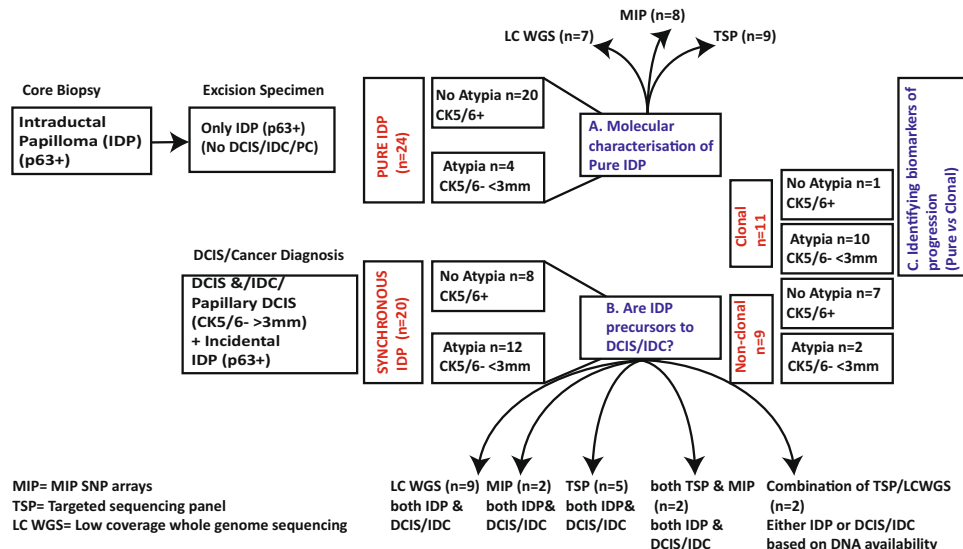 MIP (n=8)
LC WGS (n=7)
TSP (n=9)
Core Biopsy
Intraductal
Papilloma (IDP)
(p63+)
Excision Specimen
Only IDP (p63+)
(No DCIS/IDC/PC)
PURE IDP
(n=24)
No Atypia n=20
CK5/6+
Atypia n=4
CK5/6- <3mm
A. Molecular
characterisation of
Pure IDP
DCIS/Cancer Diagnosis
DCIS &/IDC/
Papillary DCIS
(CK5/6- >3mm)
+ Incidental
IDP (p63+)
SYNCHRONOUS
IDP (n=20)
No Atypia n=8
CK5/6+
Atypia n=12
CK5/6- <3mm
B. Are IDP
precursors to
DCIS/IDC?
Clonal
n=11
No Atypia n=1
CK5/6+
Atypia n=10
CK5/6- <3mm
Non-clonal
n=9
No Atypia n=7
CK5/6+
Atypia n=2
CK5/6- <3mm
C. Identifying biomarkers of
progression
(Pure vs Clonal)
LC WGS (n=9)
both IDP &
DCIS/IDC
MIP (n=2)
both IDP&
DCIS/IDC
TSP (n=5)
both IDP&
DCIS/IDC
both TSP & MIP
(n=2)
both IDP &
DCIS/IDC
Combination of TSP/LCWGS
(n=2)
Either IDP or DCIS/IDC
based on DNA availability
MIP= MIP SNP arrays
TSP= Targeted sequencing panel
LC WGS= Low coverage whole genome sequencing